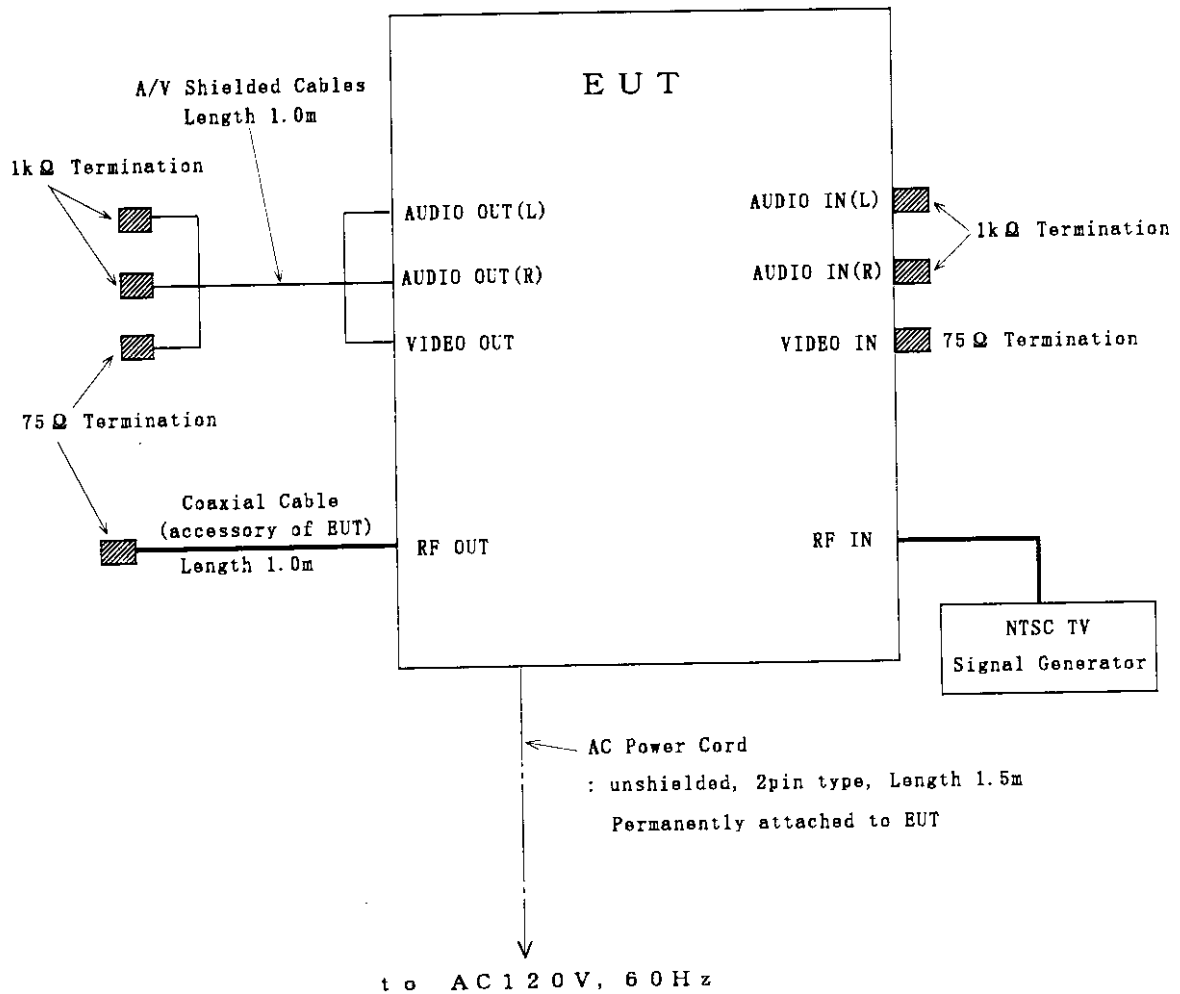 EUT
A/V Shielded Cables
Length 1.0m
1kΩ Termination
AUDIO OUT(L)
AUDIO OUT(R)
VIDEO OUT
AUDIO IN(L)
AUDIO IN(R)
VIDEO IN
1kΩ Termination
75Ω Termination
75Ω Termination
Coaxial Cable
(accessory of EUT)
Length 1.0m
RF OUT
RF IN
NTSC TV
Signal Generator
AC Power Cord
: unshielded, 2pin type, Length 1.5m
Permanently attached to EUT
to AC120V, 60Hz